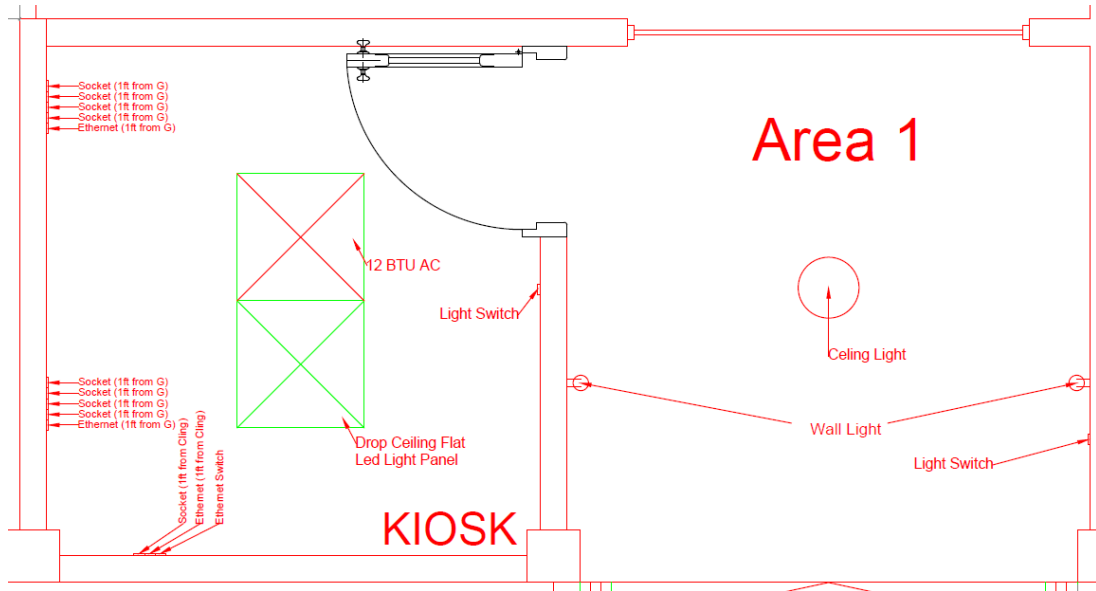 Socket (1ft from G)
Socket (1ft from G)
Socket (1ft from G)
Socket (1ft from G)
Ethernet (1ft from G)
Area 1
12 BTU AC
Light Switch
Celing Light
Socket (1ft from G)
Socket (1ft from G)
Socket (1ft from G)
Socket (1ft from G)
Ethernet (1ft from G)
Wall Light
Drop Ceiling Flat
Led Light Panel
Light Switch
Socket (1ft from Cling)
Ethernet (1ft from Cling)
Ethernet Switch
KIOSK